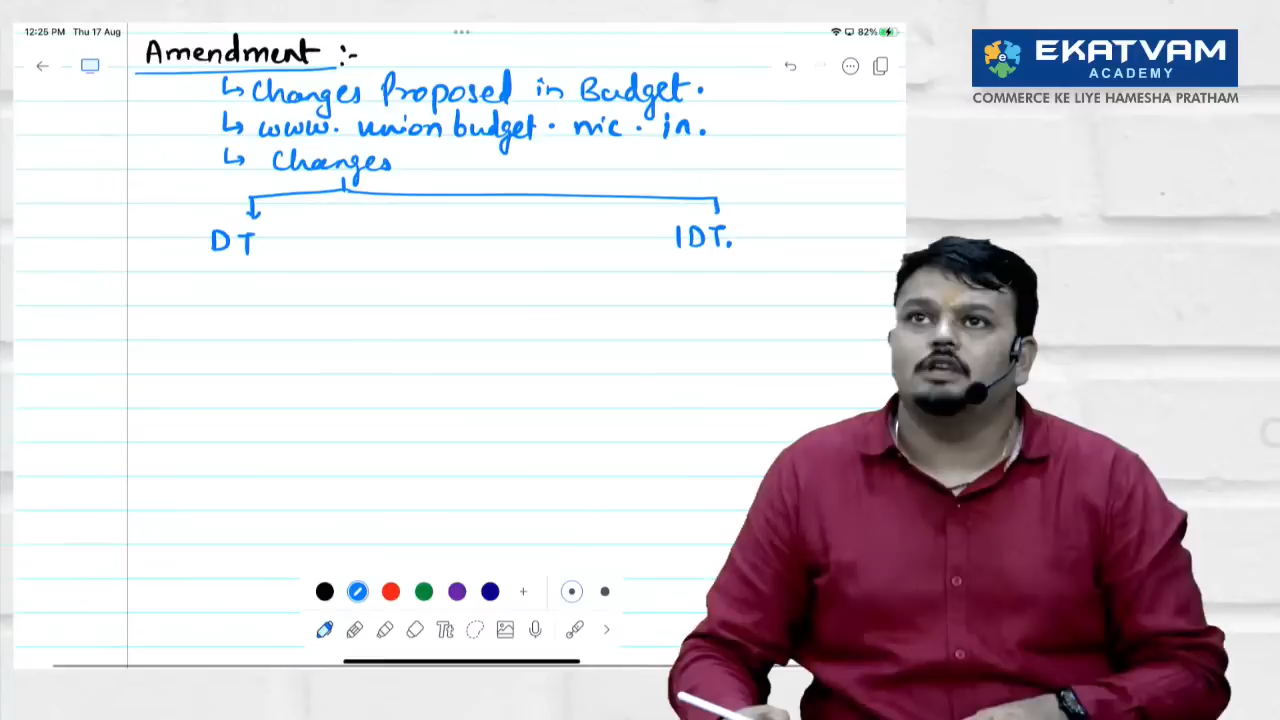 12:25 PM Thu 17 Aug
82%
Amendment :-
↳ Changes Proposed in Budget.
↳ www. union budget . nic . in.
↳ Changes
DT
IDT.
Tt
EKATVAM
ACADEMY
COMMERCE KE LIYE HAMESHA PRATHAM